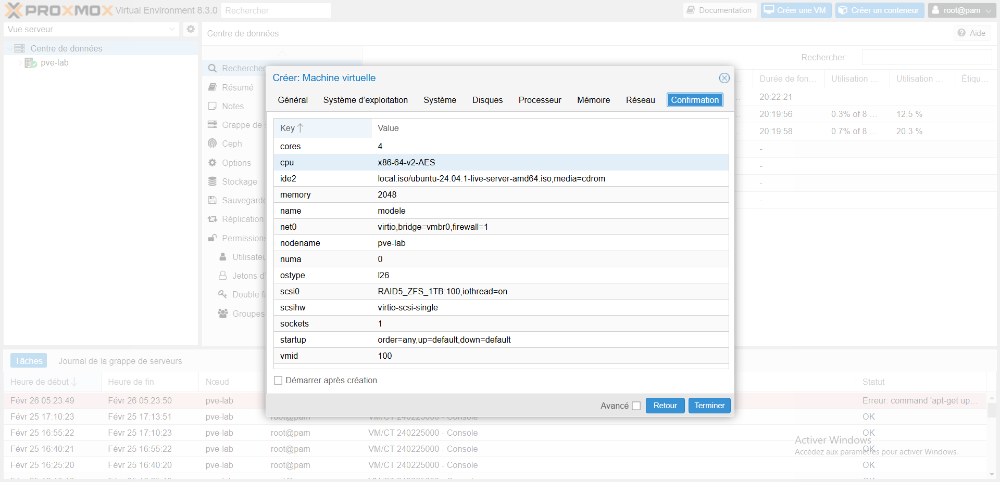 PROXMOX Virtual Environment 8.3.0 Rechercher Documentation Créer une VM Créer un conteneur root@pam
Vue serveur
Centre de données
pve-lab
Centre de données Aide
Rechercher:
Rechercher
Résumé
Notes
Grappe de s
Ceph
Options
Stockage
Sauvegarde
Réplication
Permissions
Utilisateu
Jetons d'
Double fa
Groupes
Durée de fon... Utilisation ... Utilisation ... Étiqu...
20:22:21
20:19:56 0.3% of 8 ... 12.5 %
20:19:58 0.7% of 8 ... 20.3 %
-
-
-
-
Créer: Machine virtuelle
Général Système d'exploitation Système Disques Processeur Mémoire Réseau Confirmation
Key Value
cores 4
cpu x86-64-v2-AES
ide2 local:iso/ubuntu-24.04.1-live-server-amd64.iso,media=cdrom
memory 2048
name modele
net0 virtio,bridge=vmbr0,firewall=1
nodename pve-lab
numa 0
ostype l26
scsi0 RAID5_ZFS_1TB:100,iothread=on
scsihw virtio-scsi-single
sockets 1
startup order=any,up=default,down=default
vmid 100
Démarrer après création
Avancé Retour Terminer
Tâches Journal de la grappe de serveurs
Heure de début Heure de fin Nœud Statut
Févr 26 05:23:49 Févr 26 05:23:50 pve-lab Erreur: command 'apt-get up...
Févr 25 17:10:23 Févr 25 17:13:51 pve-lab root@pam VM/CT 240225000 - Console OK
Févr 25 16:55:22 Févr 25 17:10:23 pve-lab root@pam VM/CT 240225000 - Console OK
Févr 25 16:40:21 Févr 25 16:55:22 pve-lab root@pam VM/CT 240225000 - Console OK
Févr 25 16:25:20 Févr 25 16:40:20 pve-lab root@pam VM/CT 240225000 - Console OK
Activer Windows
Accédez aux paramètres pour activer Windows.